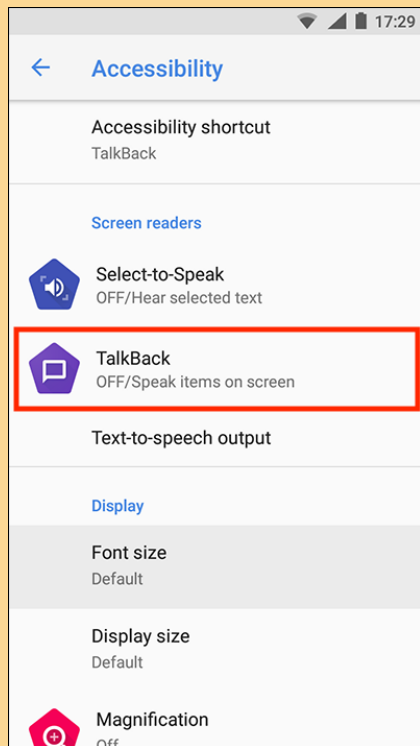 17:29
Accessibility
Accessibility shortcut
TalkBack
Screen readers
Select-to-Speak
OFF/Hear selected text
TalkBack
OFF/Speak items on screen
Text-to-speech output
Display
Font size
Default
Display size
Default
Magnification
Off